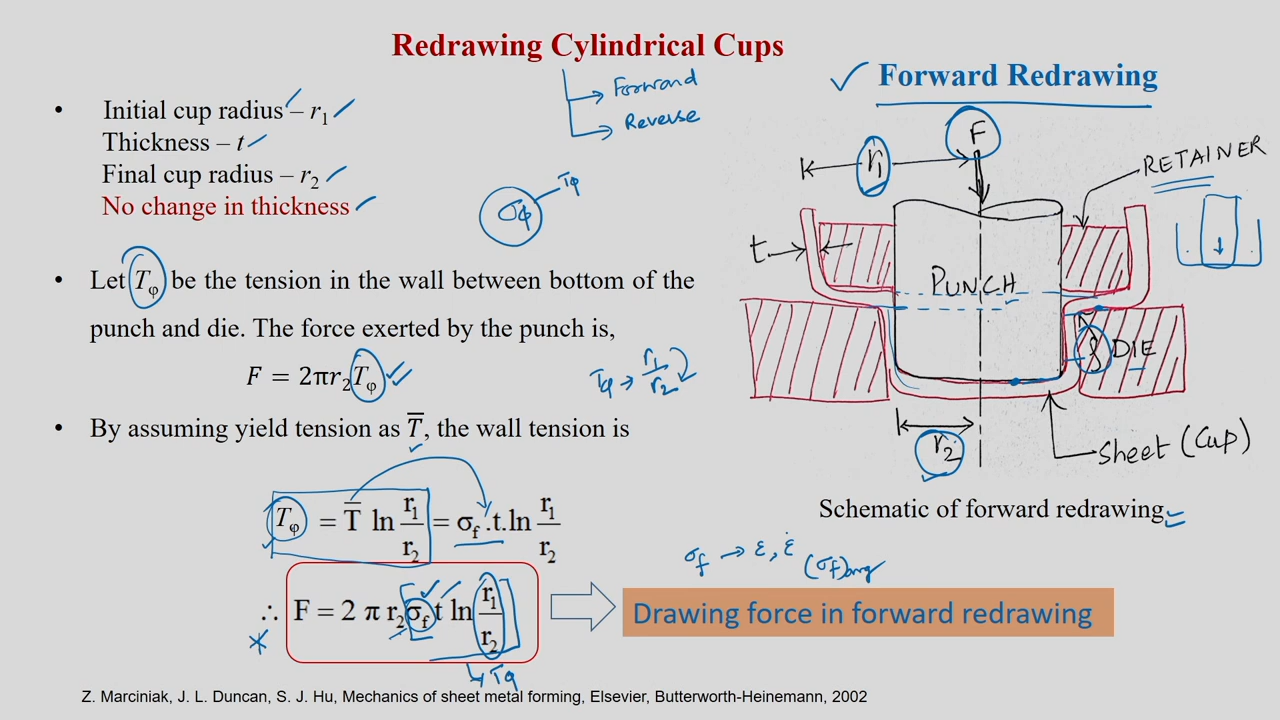 Redrawing Cylindrical Cups
Forward
Reverse
• Initial cup radius – r₁
Thickness – t
Final cup radius – r₂
No change in thickness
σφ
Tφ
• Let Tφ be the tension in the wall between bottom of the
punch and die. The force exerted by the punch is,
F = 2πr₂Tφ
Tφ → r₁/r₂
• By assuming yield tension as T̅, the wall tension is
Tφ = T̅ ln r₁/r₂ = σf .t.ln r₁/r₂
∴ F = 2 π r₂ σf t ln r₁/r₂
Tφ
Forward Redrawing
F
r₁
RETAINER
t
PUNCH
DIE
r₂
Sheet (Cup)
Schematic of forward redrawing
σf → ε, ε̇
(σf)avg
Drawing force in forward redrawing
Z. Marciniak, J. L. Duncan, S. J. Hu, Mechanics of sheet metal forming, Elsevier, Butterworth-Heinemann, 2002